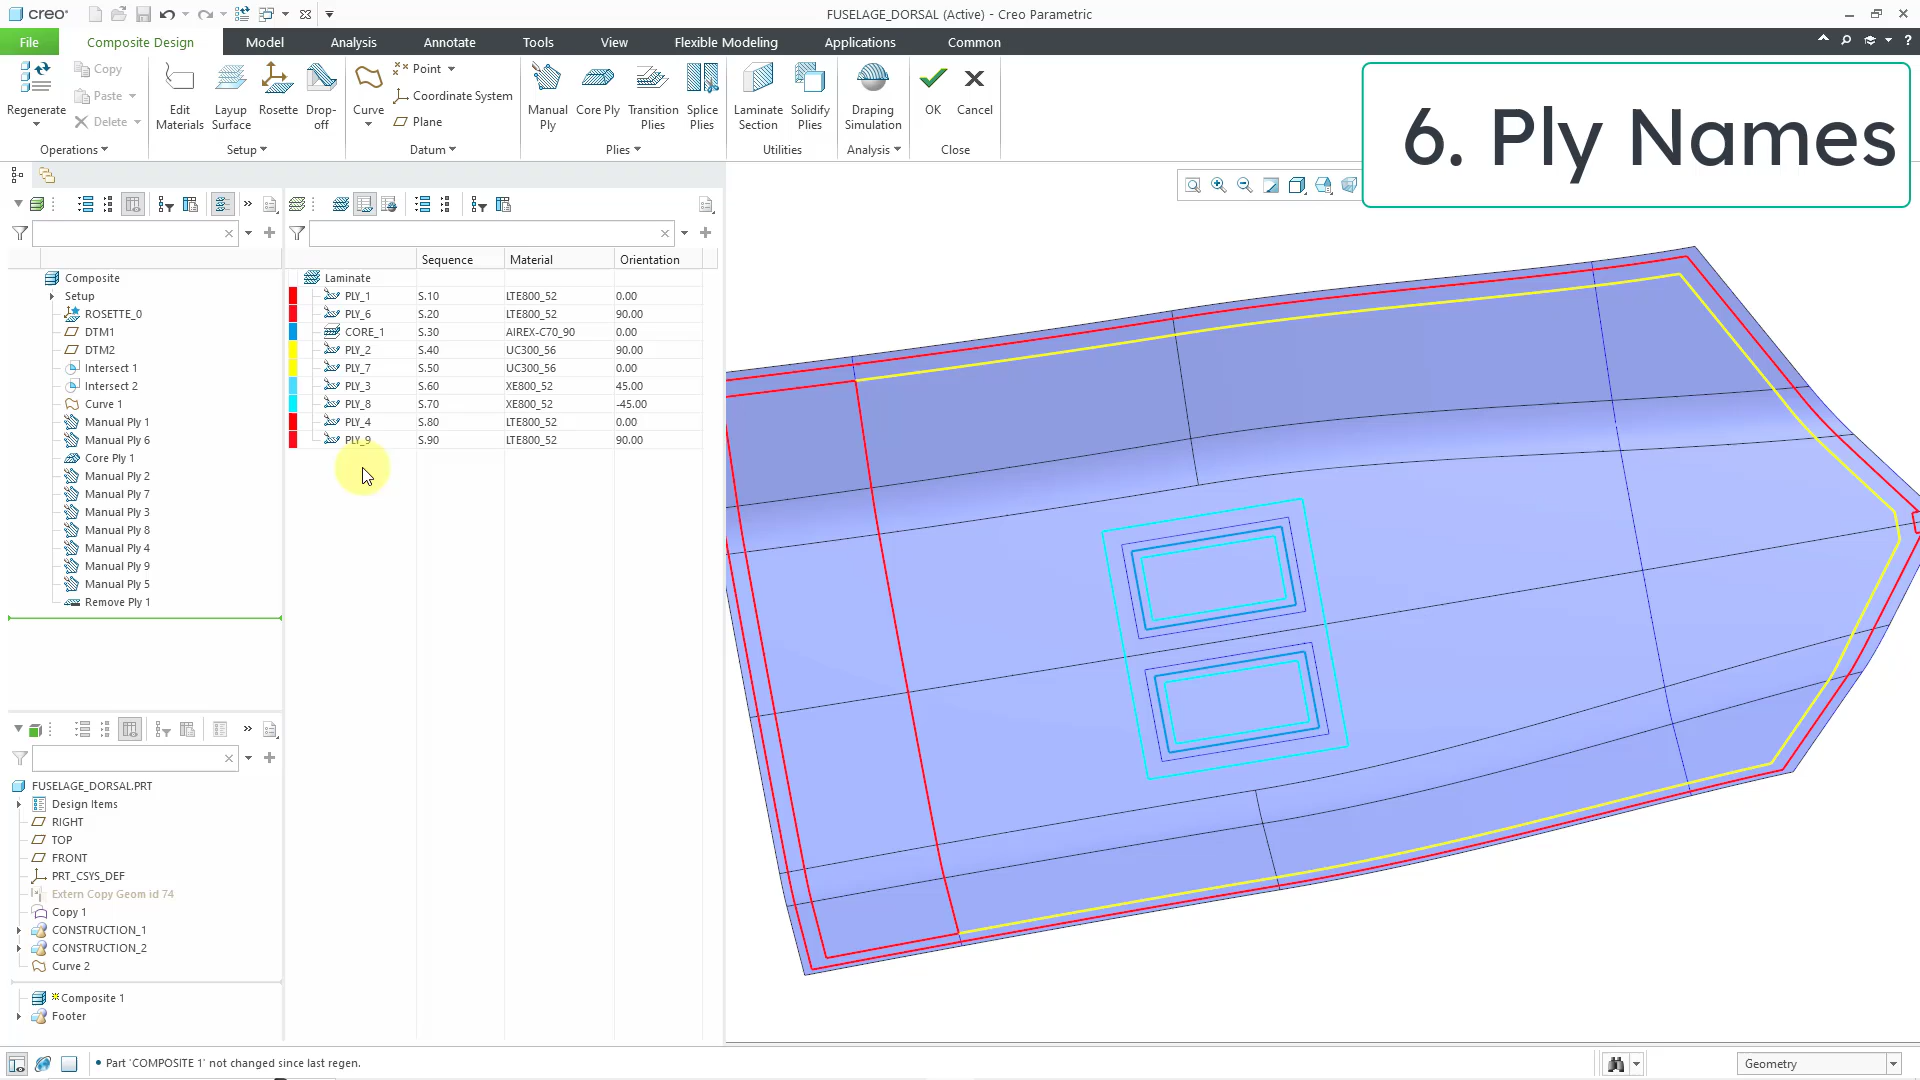 creo
FUSELAGE_DORSAL (Active) - Creo Parametric
File
Composite Design
Model
Analysis
Annotate
Tools
View
Flexible Modeling
Applications
Common
Regenerate
Copy
Paste
Delete
Edit Materials
Layup Surface
Rosette
Drop-off
Curve
Point
Coordinate System
Plane
Manual Ply
Core Ply
Transition Plies
Splice Plies
Laminate Section
Solidify Plies
Draping Simulation
OK
Cancel
Operations
Setup
Datum
Plies
Utilities
Analysis
Close
6. Ply Names
Composite
Setup
ROSETTE_0
DTM1
DTM2
Intersect 1
Intersect 2
Curve 1
Manual Ply 1
Manual Ply 6
Core Ply 1
Manual Ply 2
Manual Ply 7
Manual Ply 3
Manual Ply 8
Manual Ply 4
Manual Ply 9
Manual Ply 5
Remove Ply 1
Sequence Material Orientation
Laminate
PLY_1 S.10 LTE800_52 0.00
PLY_6 S.20 LTE800_52 90.00
CORE_1 S.30 AIREX-C70_90 0.00
PLY_2 S.40 UC300_56 90.00
PLY_7 S.50 UC300_56 0.00
PLY_3 S.60 XE800_52 45.00
PLY_8 S.70 XE800_52 -45.00
PLY_4 S.80 LTE800_52 0.00
PLY_9 S.90 LTE800_52 90.00
FUSELAGE_DORSAL.PRT
Design Items
RIGHT
TOP
FRONT
PRT_CSYS_DEF
Extern Copy Geom id 74
Copy 1
CONSTRUCTION_1
CONSTRUCTION_2
Curve 2
Composite 1
Footer
• Part 'COMPOSITE 1' not changed since last regen.
Geometry